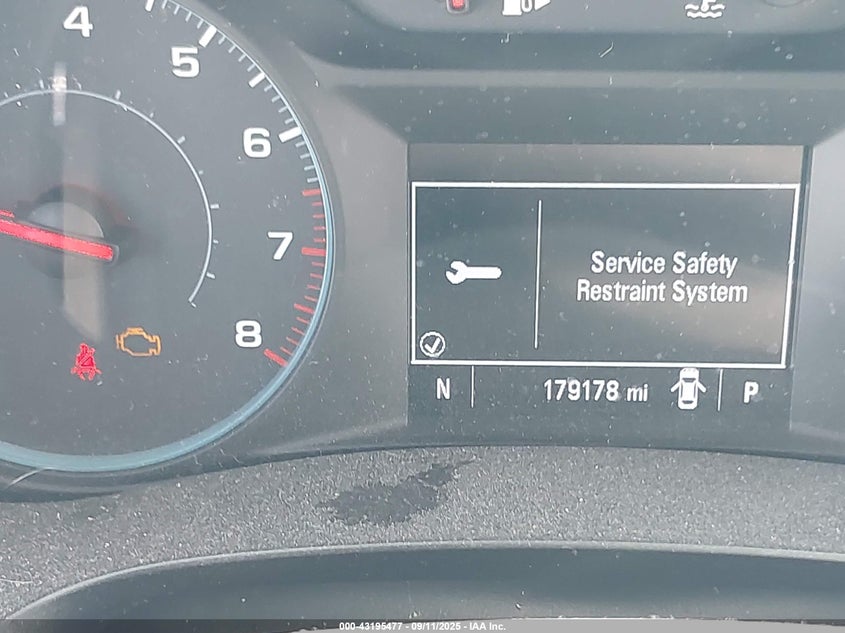 4
5
6
7
8
Service Safety
Restraint System
N 179178 mi P
000-43195477 - 09/11/2025 - IAA Inc.